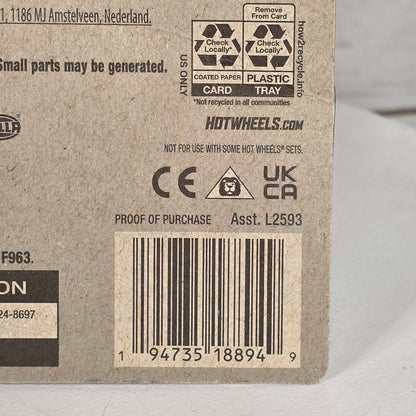 1, 1186 MJ Amstelveen, Nederland.
Small parts may be generated.
Remove From Card
Check Locally*
Check Locally*
US ONLY
COATED PAPER
PLASTIC
CARD
TRAY
*Not recycled in all communities
how2recycle.info
HOTWHEELS.COM
NOT FOR USE WITH SOME HOT WHEELS® SETS.
CE
UK
CA
PROOF OF PURCHASE Asst. L2593
F963.
ON
24-8697
1 94735 18894 9